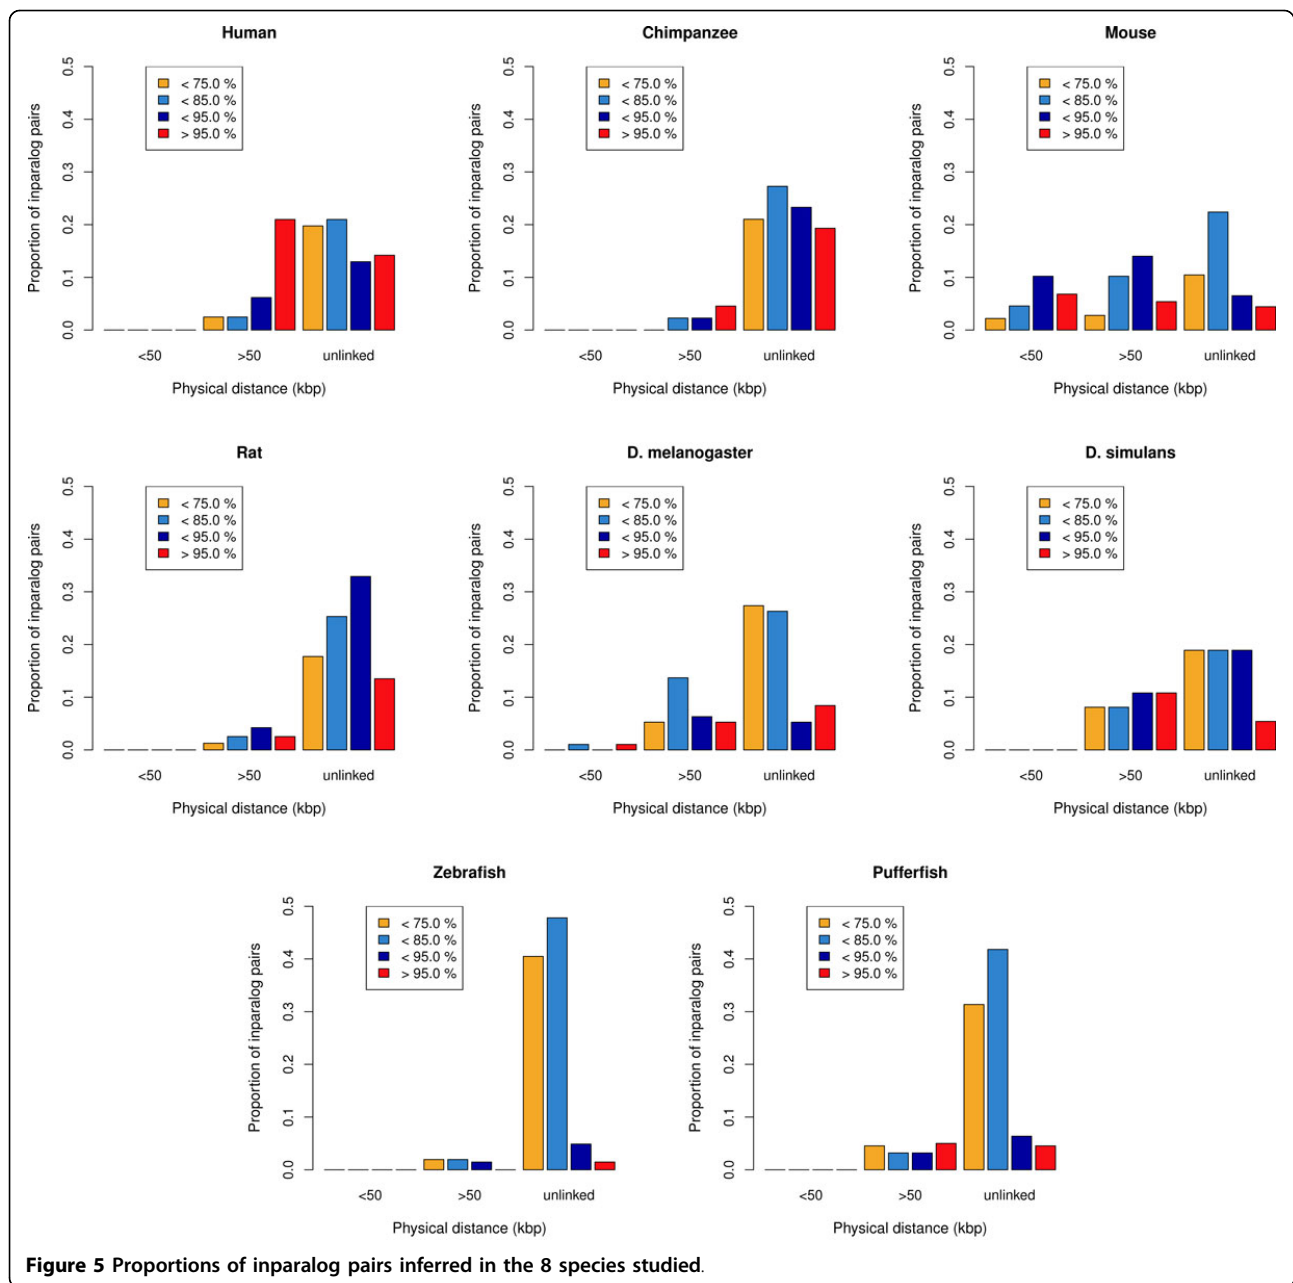 Human
Proportion of inparalog pairs
0.0 0.1 0.2 0.3 0.4 0.5
< 75.0 %
< 85.0 %
< 95.0 %
> 95.0 %
<50 >50 unlinked
Physical distance (kbp)
Chimpanzee
Proportion of inparalog pairs
0.0 0.1 0.2 0.3 0.4 0.5
< 75.0 %
< 85.0 %
< 95.0 %
> 95.0 %
<50 >50 unlinked
Physical distance (kbp)
Mouse
Proportion of inparalog pairs
0.0 0.1 0.2 0.3 0.4 0.5
< 75.0 %
< 85.0 %
< 95.0 %
> 95.0 %
<50 >50 unlinked
Physical distance (kbp)
Rat
Proportion of inparalog pairs
0.0 0.1 0.2 0.3 0.4 0.5
< 75.0 %
< 85.0 %
< 95.0 %
> 95.0 %
<50 >50 unlinked
Physical distance (kbp)
D. melanogaster
Proportion of inparalog pairs
0.0 0.1 0.2 0.3 0.4 0.5
< 75.0 %
< 85.0 %
< 95.0 %
> 95.0 %
<50 >50 unlinked
Physical distance (kbp)
D. simulans
Proportion of inparalog pairs
0.0 0.1 0.2 0.3 0.4 0.5
< 75.0 %
< 85.0 %
< 95.0 %
> 95.0 %
<50 >50 unlinked
Physical distance (kbp)
Zebrafish
Proportion of inparalog pairs
0.0 0.1 0.2 0.3 0.4 0.5
< 75.0 %
< 85.0 %
< 95.0 %
> 95.0 %
<50 >50 unlinked
Physical distance (kbp)
Pufferfish
Proportion of inparalog pairs
0.0 0.1 0.2 0.3 0.4 0.5
< 75.0 %
< 85.0 %
< 95.0 %
> 95.0 %
<50 >50 unlinked
Physical distance (kbp)
Figure 5 Proportions of inparalog pairs inferred in the 8 species studied.